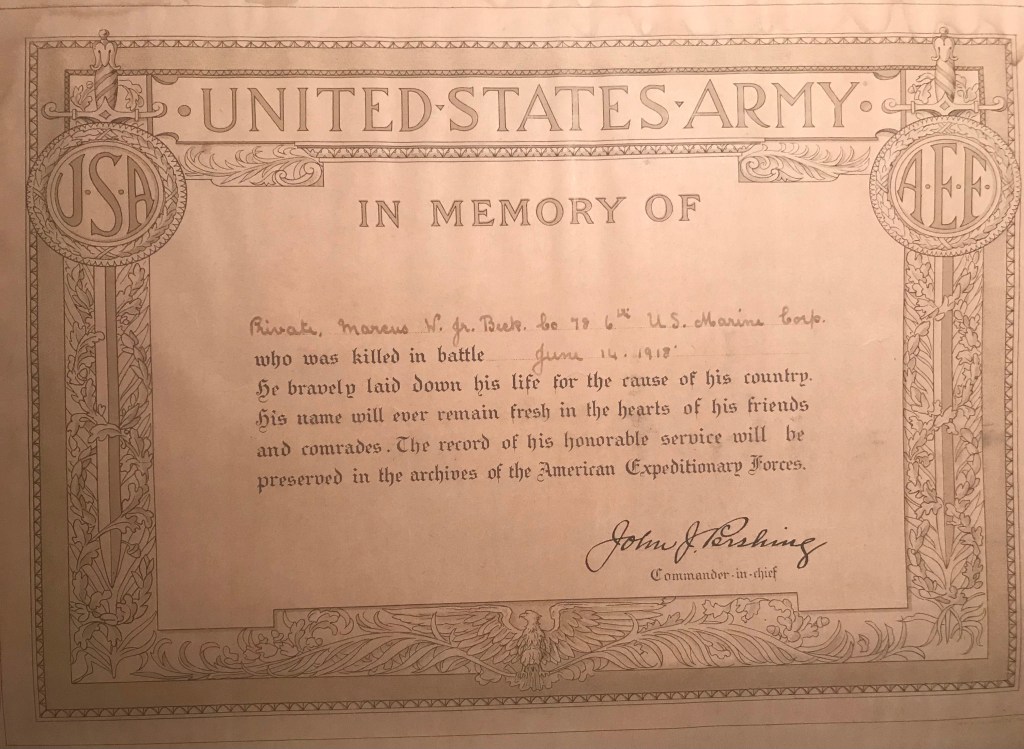 · UNITED · STATES · ARMY ·
U·S·A
A·E·F·
IN MEMORY OF
Private, Marcus W. Jr. Beck. Co 78 6th U.S. Marine Corp.
who was killed in battle June 14. 1918
He bravely laid down his life for the cause of his country.
His name will ever remain fresh in the hearts of his friends
and comrades. The record of his honorable service will be
preserved in the archives of the American Expeditionary Forces.
John J. Pershing
Commander-in-chief